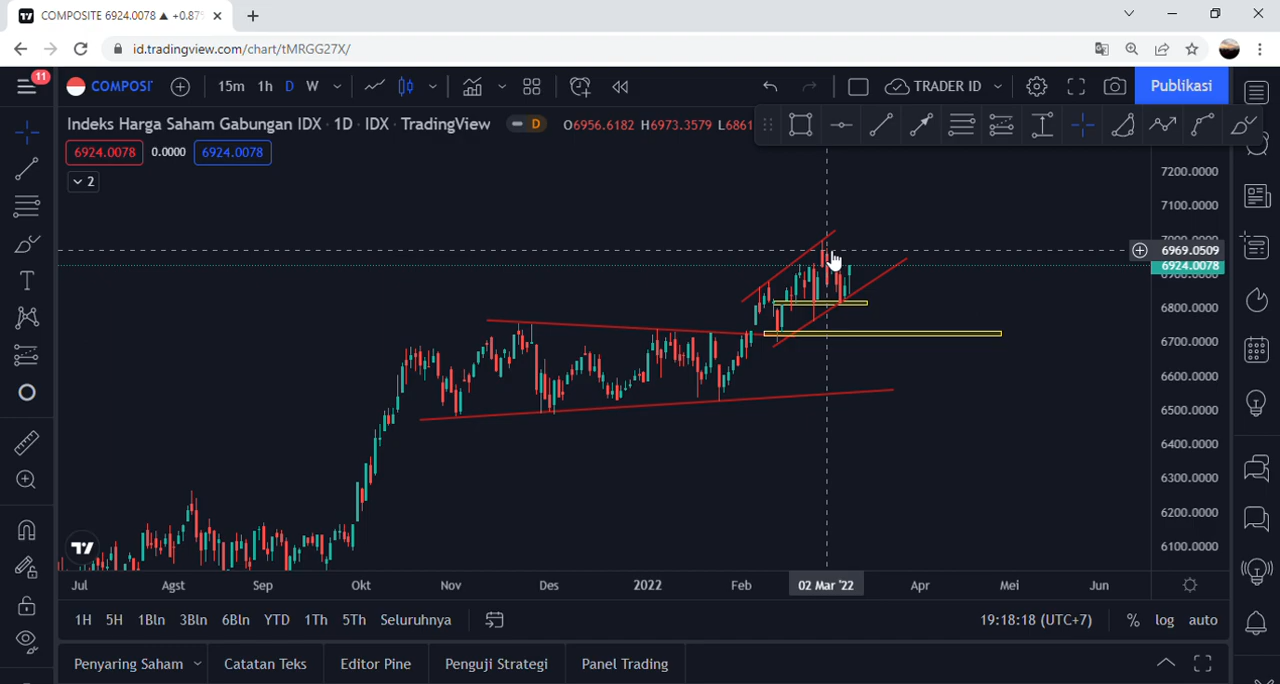 COMPOSITE 6924.0078 ▲ +0.87
id.tradingview.com/chart/tMRGG27X/
11
COMPOSI
15m 1h D W
TRADER ID
Publikasi
Indeks Harga Saham Gabungan IDX · 1D · IDX · TradingView
D
O6956.6182 H6973.3579 L6861
6924.0078 0.0000 6924.0078
2
7200.0000
7100.0000
6969.0509
6924.0078
6800.0000
6700.0000
6600.0000
6500.0000
6400.0000
6300.0000
6200.0000
6100.0000
Jul Agst Sep Okt Nov Des 2022 Feb 02 Mar '22 Apr Mei Jun
1H 5H 1Bln 3Bln 6Bln YTD 1Th 5Th Seluruhnya
19:18:18 (UTC+7) % log auto
Penyaring Saham Catatan Teks Editor Pine Penguji Strategi Panel Trading